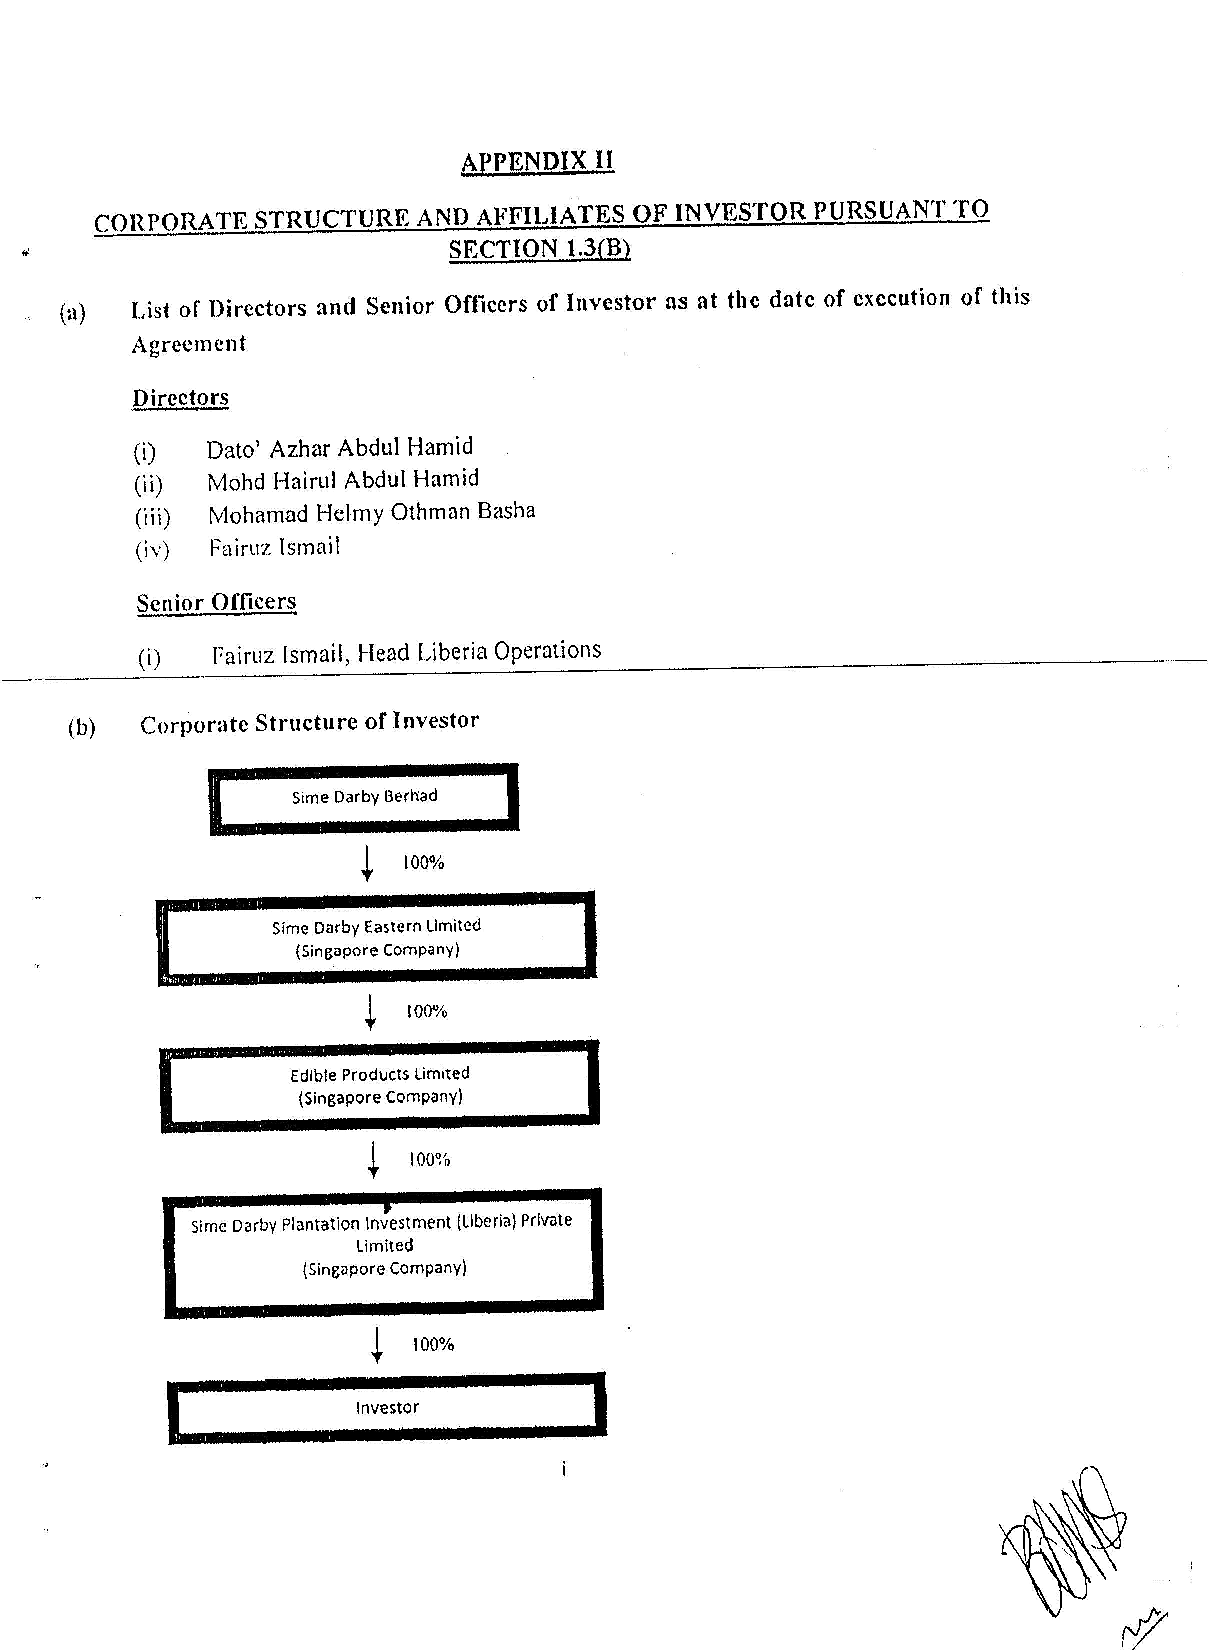 APPENDIX II
CORPORATE STRUCTURE AND AFFILIATES OF INVESTOR PURSUANT TO
SECTION 1.3(B)
(a) List of Directors and Senior Officers of Investor as at the date of execution of this
Agreement
Directors
(i) Dato' Azhar Abdul Hamid
(ii) Mohd Hairul Abdul Hamid
(iii) Mohamad Helmy Othman Basha
(iv) Fairuz Ismail
Senior Officers
(i) Fairuz Ismail, Head Liberia Operations
(b) Corporate Structure of Investor
Sime Darby Berhad
100%
Sime Darby Eastern Limited
(Singapore Company)
100%
Edible Products Limited
(Singapore Company)
100%
Sime Darby Plantation Investment (Liberia) Private
Limited
(Singapore Company)
100%
Investor
i